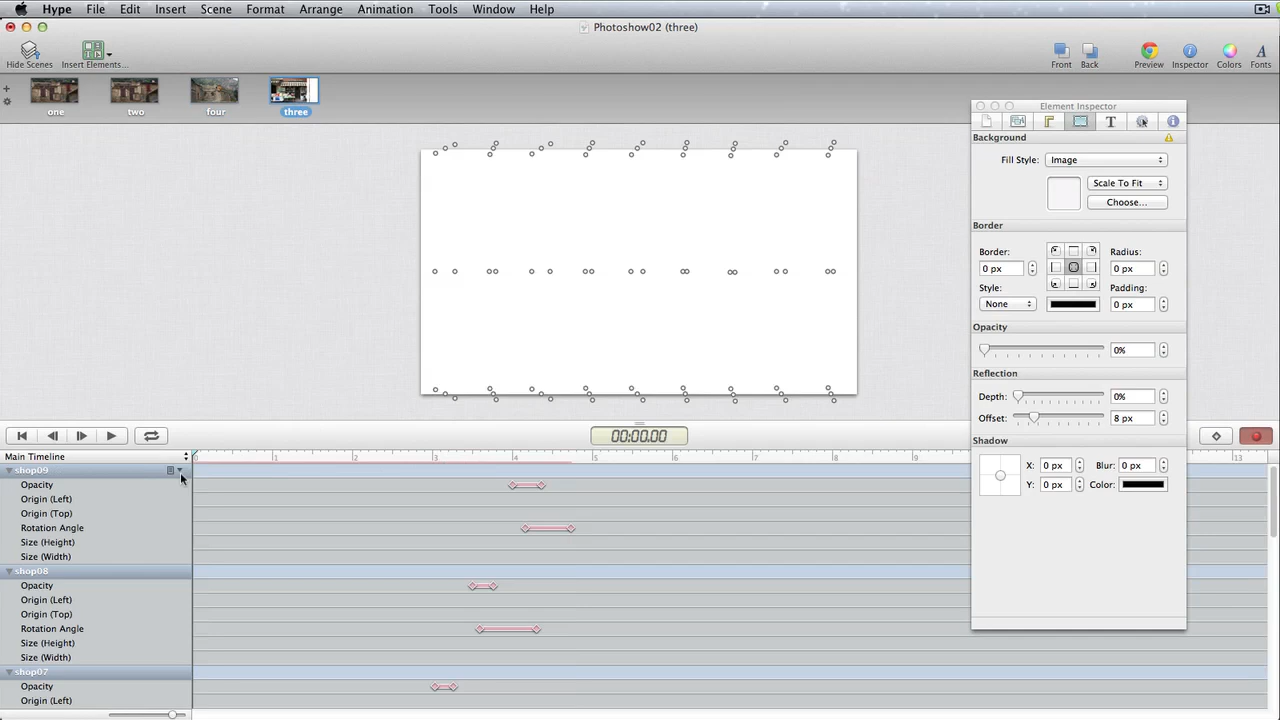 Hype File Edit Insert Scene Format Arrange Animation Tools Window Help
Photoshow02 (three)
Hide Scenes Insert Elements... Front Back Preview Inspector Colors Fonts
one two four three
Element Inspector
Background
Fill Style: Image
Scale To Fit
Choose...
Border
Border: Radius:
0 px 0 px
Style: Padding:
None 0 px
Opacity
0%
Reflection
Depth: 0%
Offset: 8 px
Shadow
X: 0 px Blur: 0 px
Y: 0 px Color:
00:00.00
Main Timeline 1 2 3 4 5 6 7 8 9 13
shop09
Opacity
Origin (Left)
Origin (Top)
Rotation Angle
Size (Height)
Size (Width)
shop08
Opacity
Origin (Left)
Origin (Top)
Rotation Angle
Size (Height)
Size (Width)
shop07
Opacity
Origin (Left)